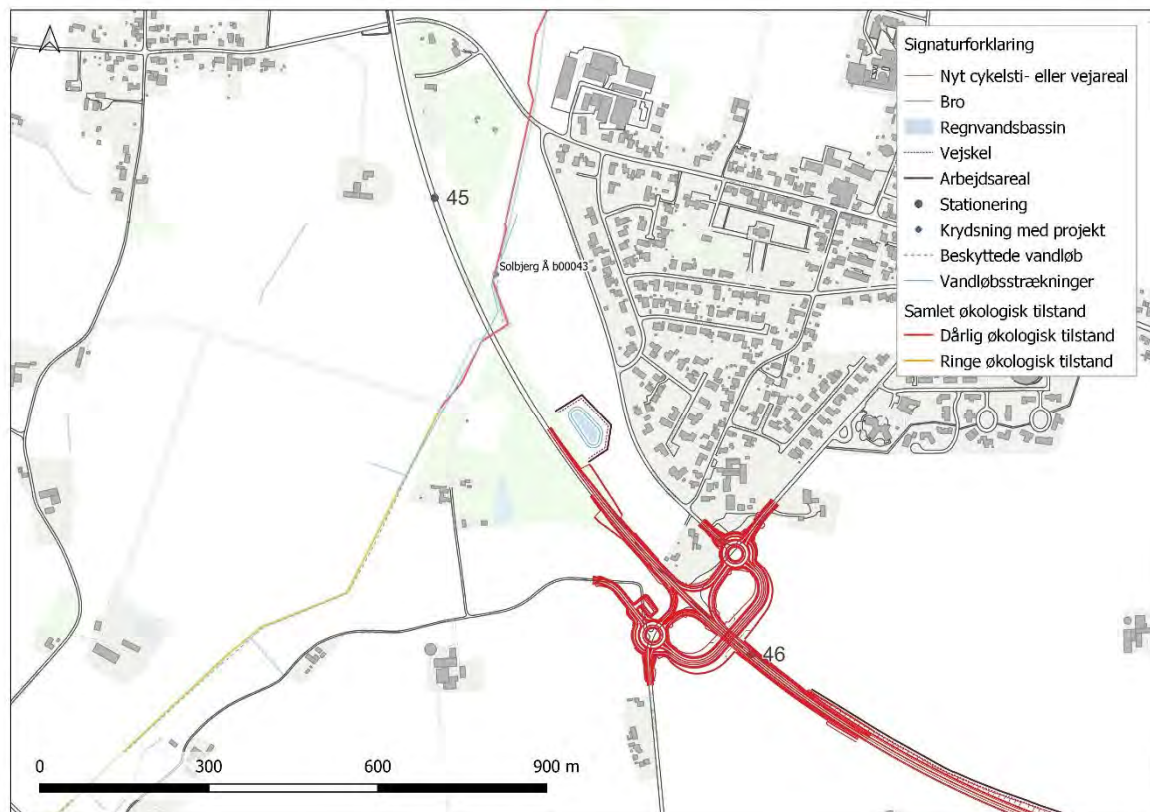 Signaturforklaring
Nyt cykelsti- eller vejareal
Bro
Regnvandsbassin
Vejskel
Arbejdsareal
Stationering
Krydsning med projekt
Beskyttede vandløb
Vandløbsstrækninger
Samlet økologisk tilstand
Dårlig økologisk tilstand
Ringe økologisk tilstand
45
Solbjerg Å b00043
46
0 300 600 900 m